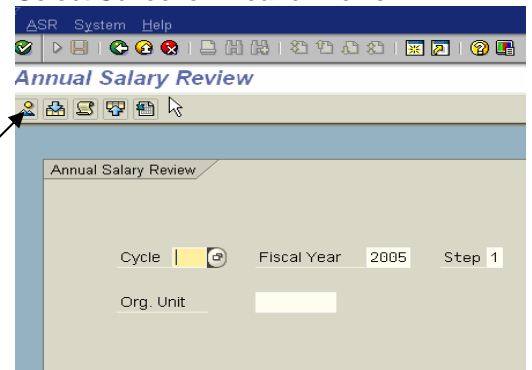 ASR System Help
Annual Salary Review
Annual Salary Review
Cycle Fiscal Year 2005 Step 1
Org. Unit